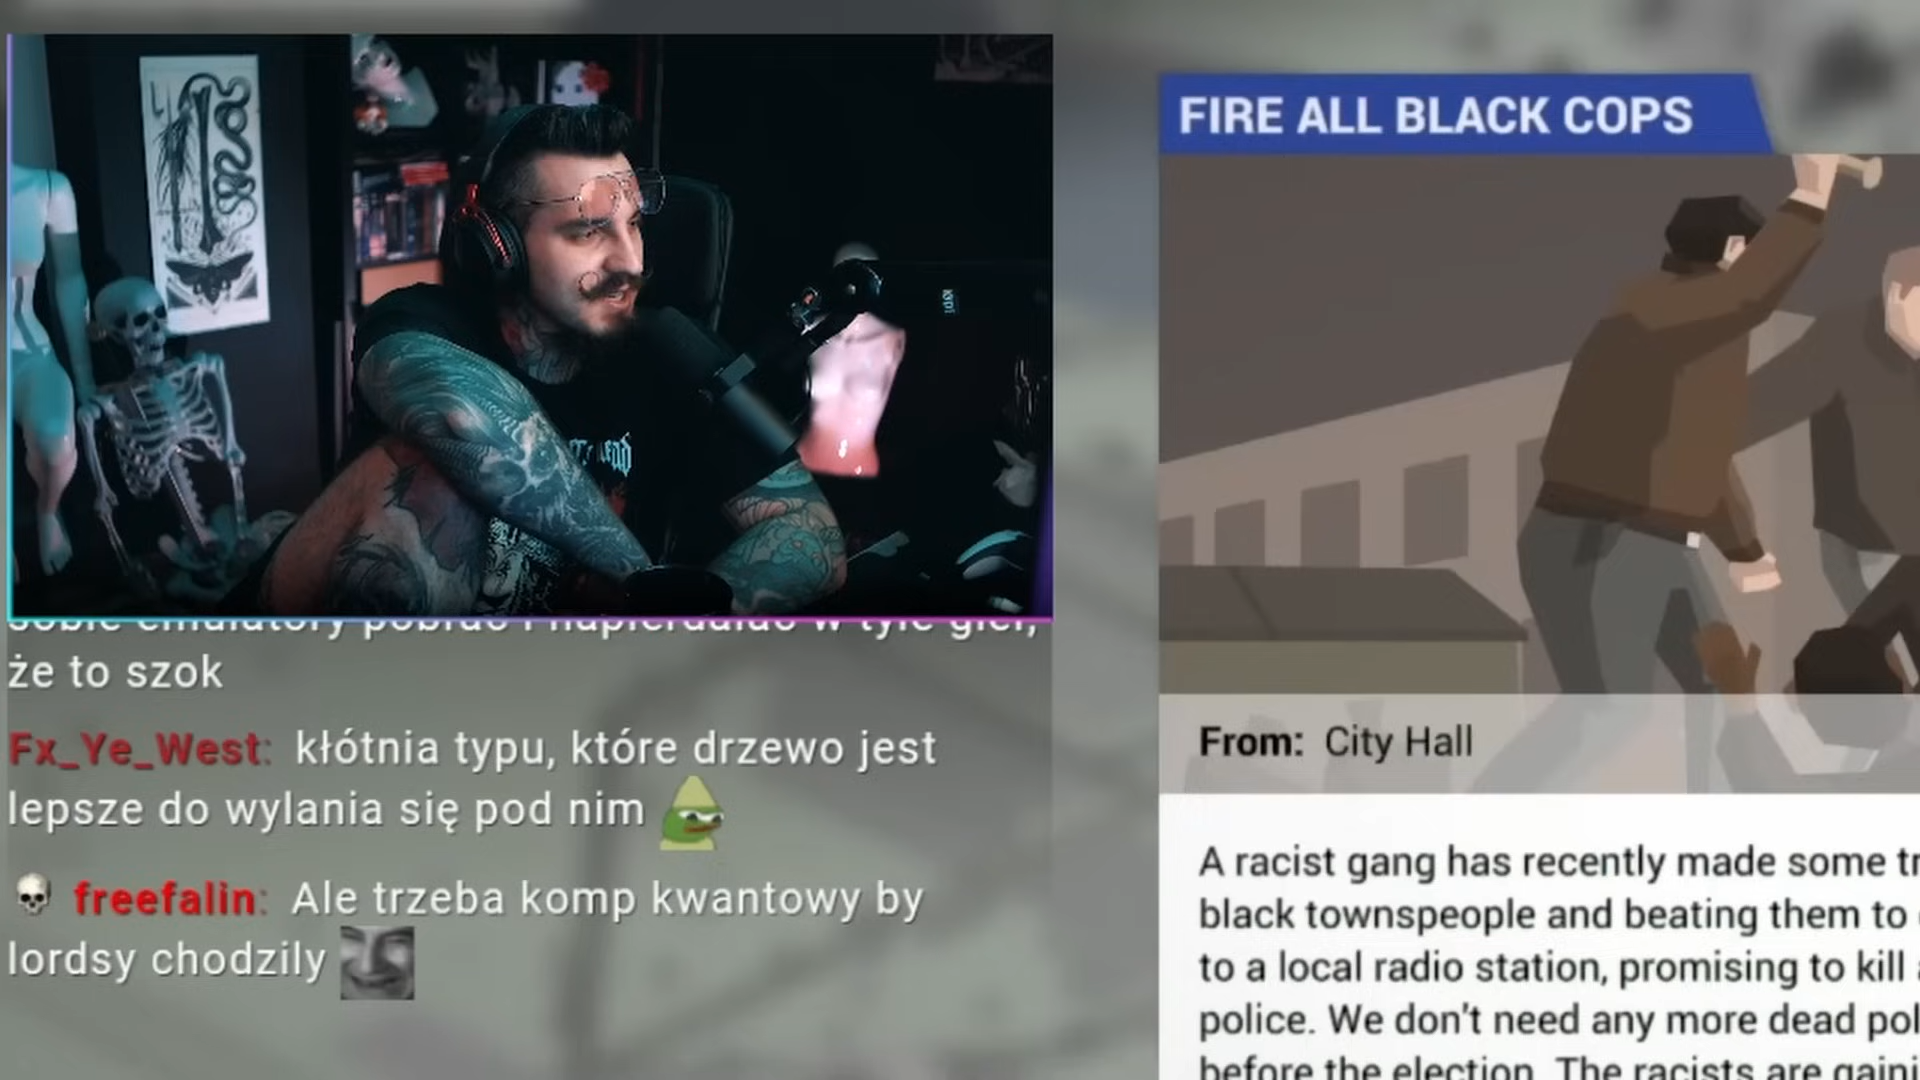 że to szok
Fx_Ye_West: kłótnia typu, które drzewo jest
lepsze do wylania się pod nim
freefalin: Ale trzeba komp kwantowy by
lordsy chodzily
FIRE ALL BLACK COPS
From: City Hall
A racist gang has recently made some
black townspeople and beating them to
to a local radio station, promising to kill
police. We don't need any more dead
before the election. The racists are